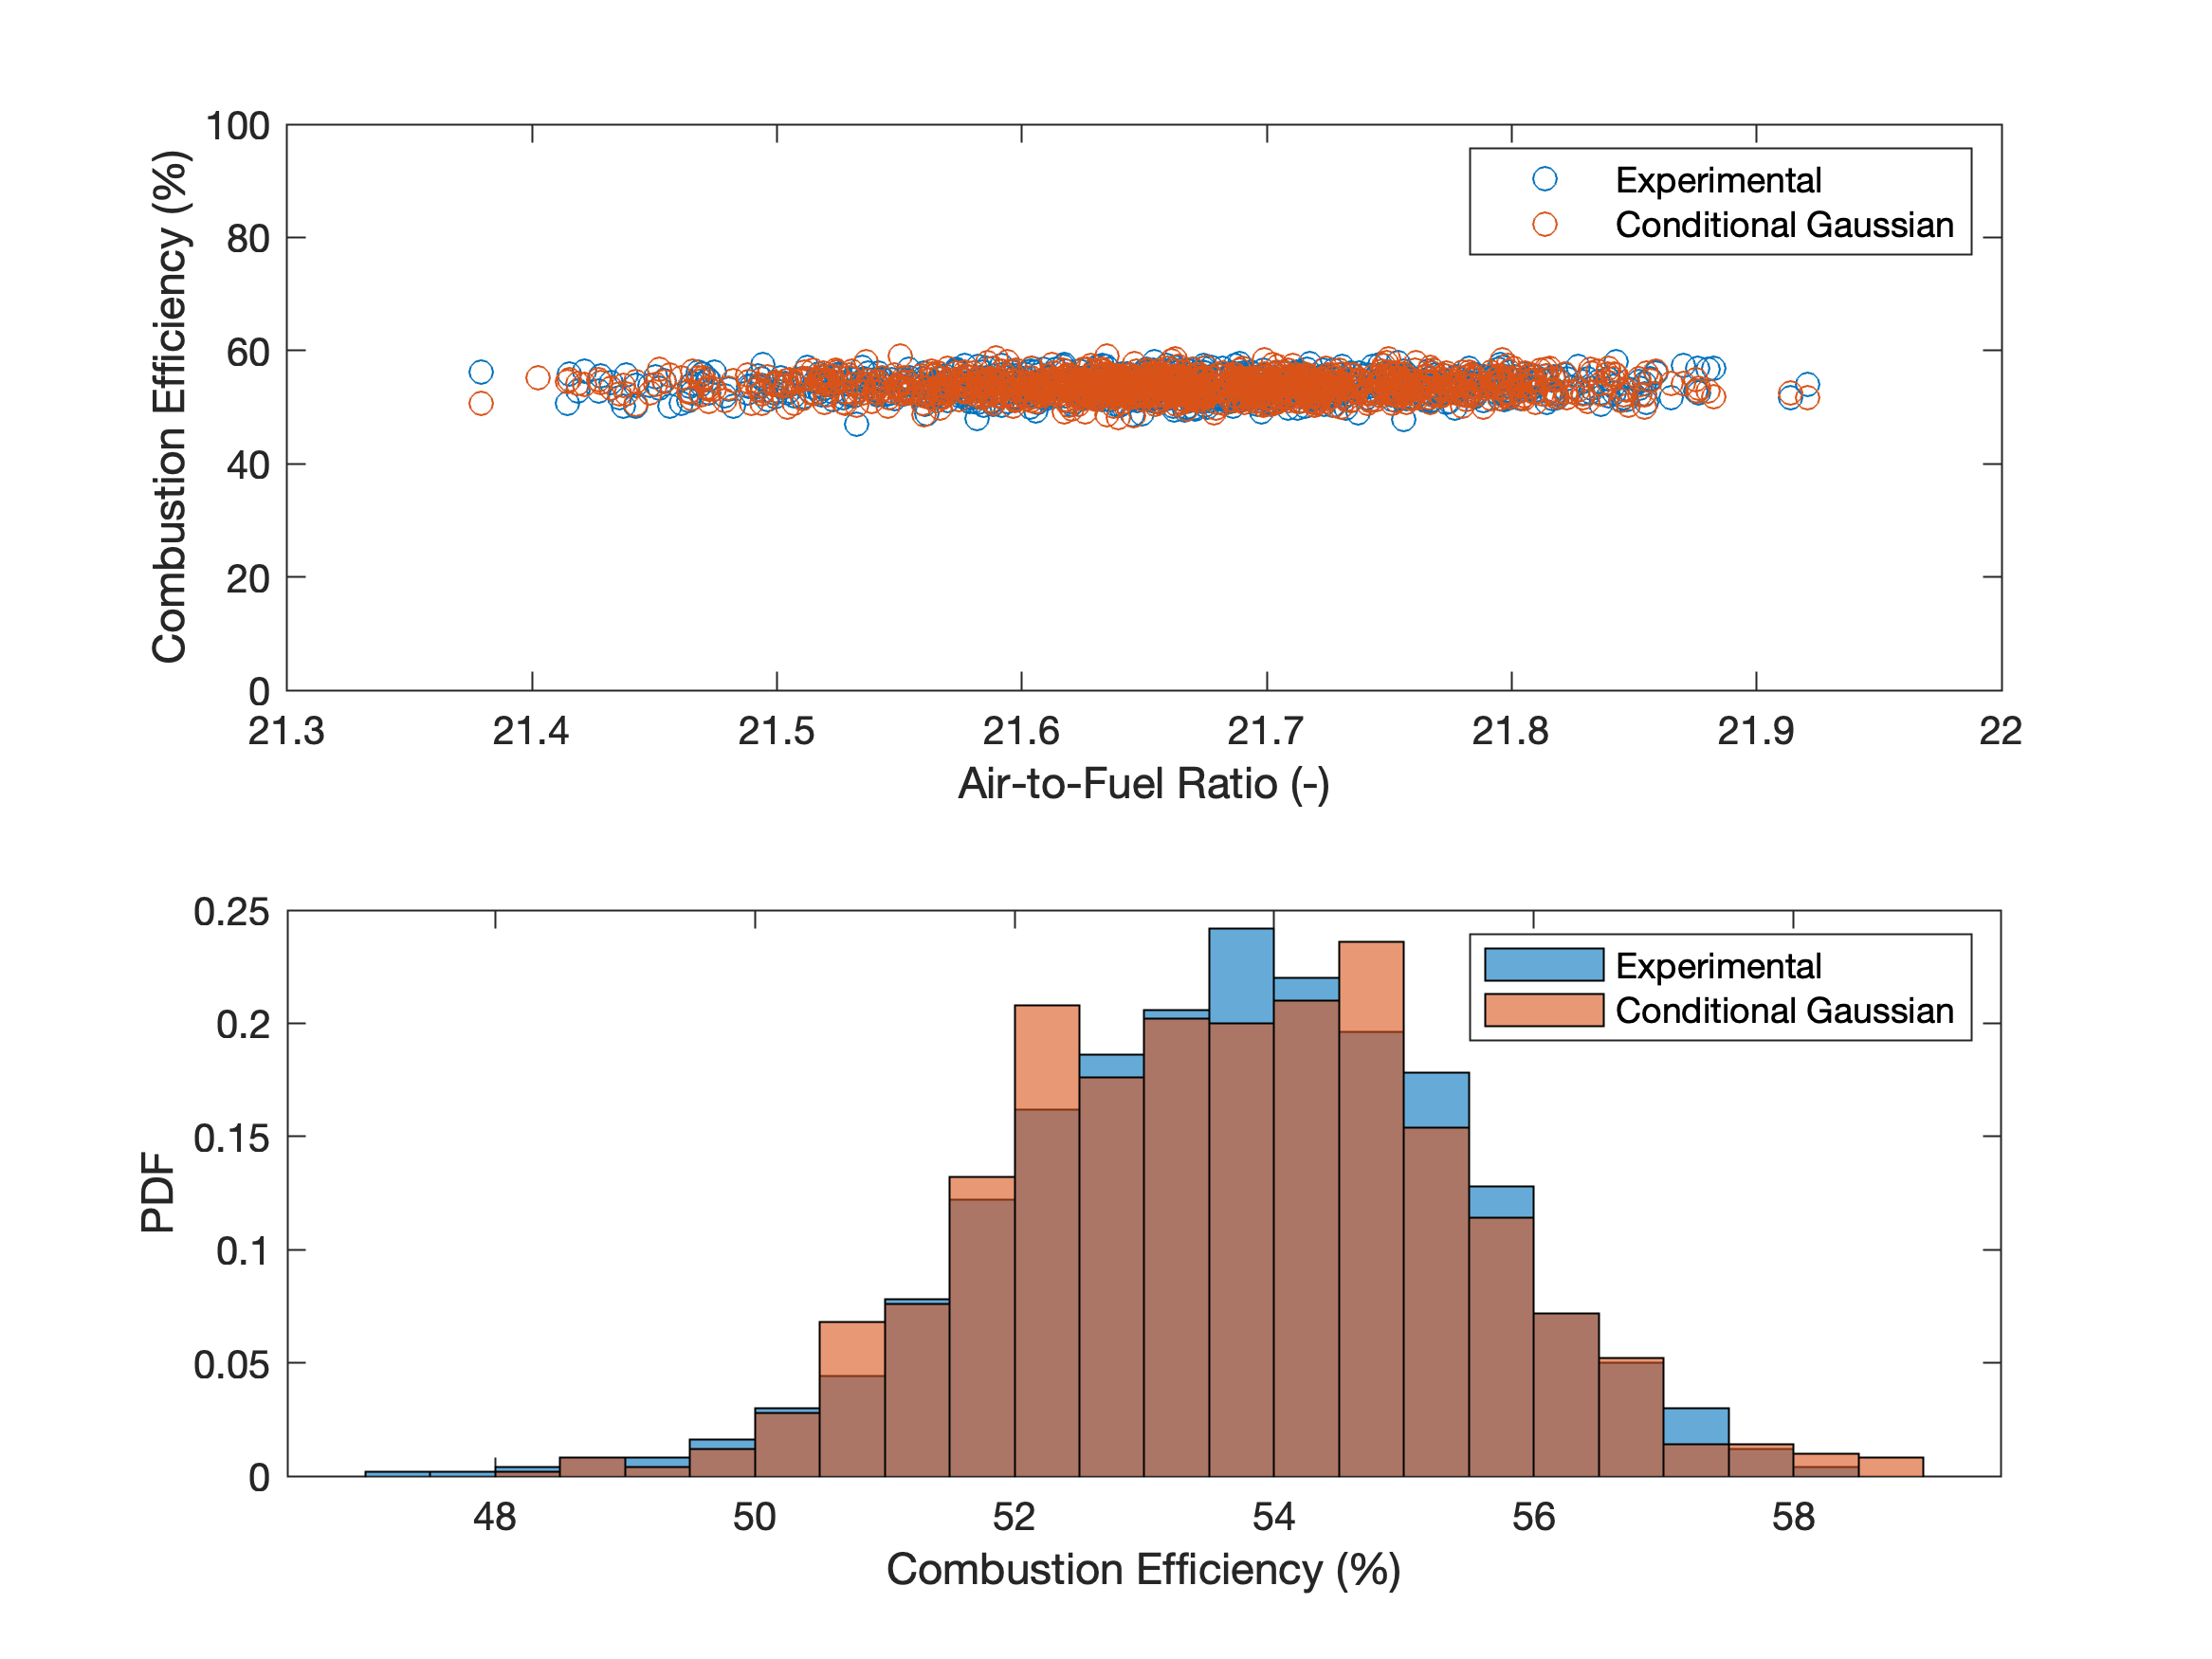 100
80
60
40
20
0
Combustion Efficiency (%)
Experimental
Conditional Gaussian
21.3 21.4 21.5 21.6 21.7 21.8 21.9 22
Air-to-Fuel Ratio (-)
0.25
0.2
0.15
0.1
0.05
0
PDF
Experimental
Conditional Gaussian
48 50 52 54 56 58
Combustion Efficiency (%)